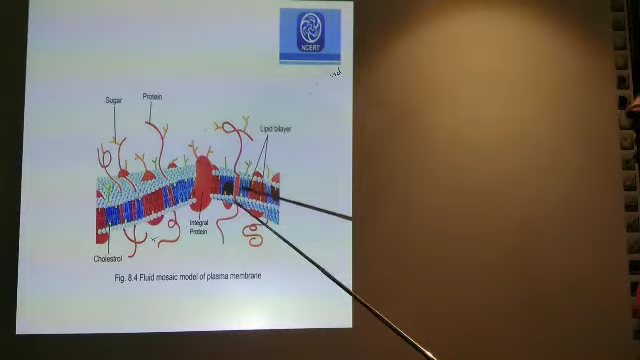 NCERT
Sugar
Protein
Lipid bilayer
Integral
Protein
Cholestrol
Fig. 8.4 Fluid mosaic model of plasma membrane